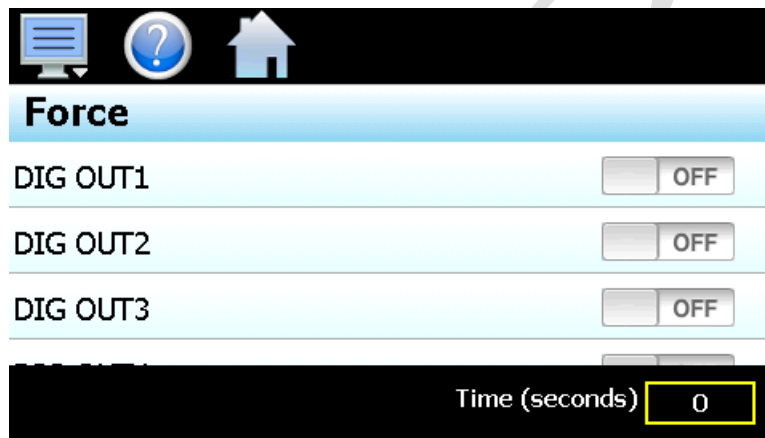 ?
Force
DIG OUT1
OFF
DIG OUT2
OFF
DIG OUT3
OFF
Time (seconds) 0